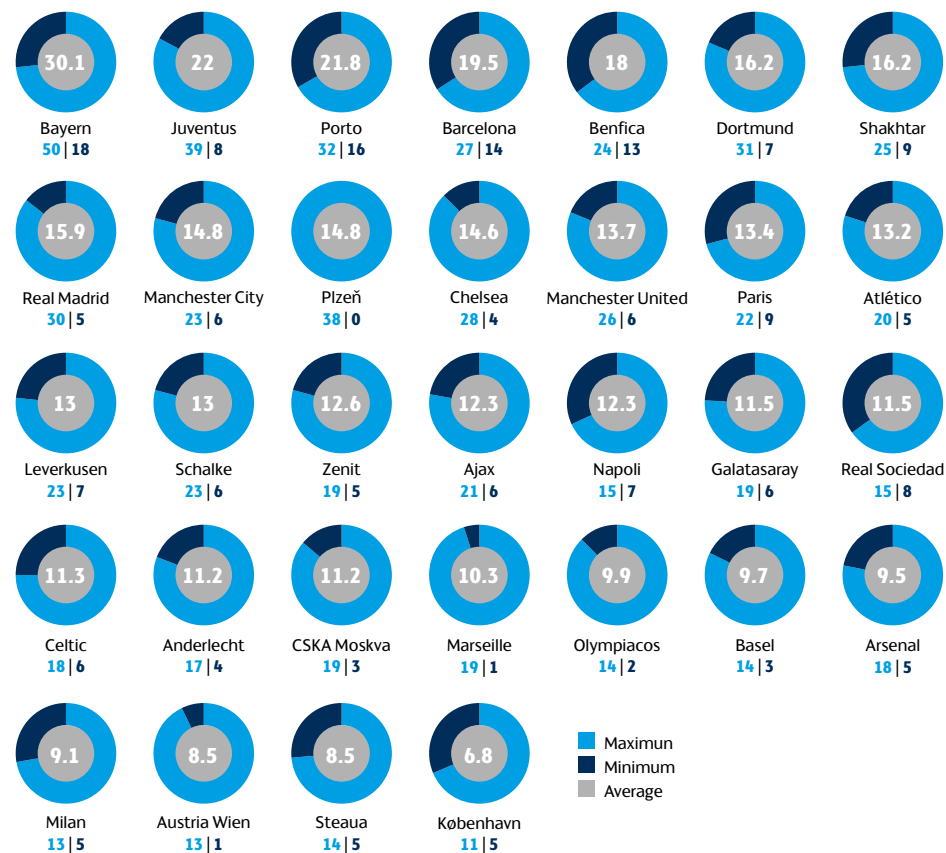 30.1 22 21.8 19.5 18 16.2 16.2
Bayern Juventus Porto Barcelona Benfica Dortmund Shakhtar
50|18 39|8 32|16 27|14 24|13 31|7 25|9
15.9 14.8 14.8 14.6 13.7 13.4 13.2
Real Madrid Manchester City Plzeň Chelsea Manchester United Paris Atlético
30|5 23|6 38|0 28|4 26|6 22|9 20|5
13 13 12.6 12.3 12.3 11.5 11.5
Leverkusen Schalke Zenit Ajax Napoli Galatasaray Real Sociedad
23|7 23|6 19|5 21|6 15|7 19|6 15|8
11.3 11.2 11.2 10.3 9.9 9.7 9.5
Celtic Anderlecht CSKA Moskva Marseille Olympiacos Basel Arsenal
18|6 17|4 19|3 19|1 14|2 14|3 18|5
9.1 8.5 8.5 6.8
Milan Austria Wien Steaua København
13|5 13|1 14|5 11|5
Maximun
Minimum
Average